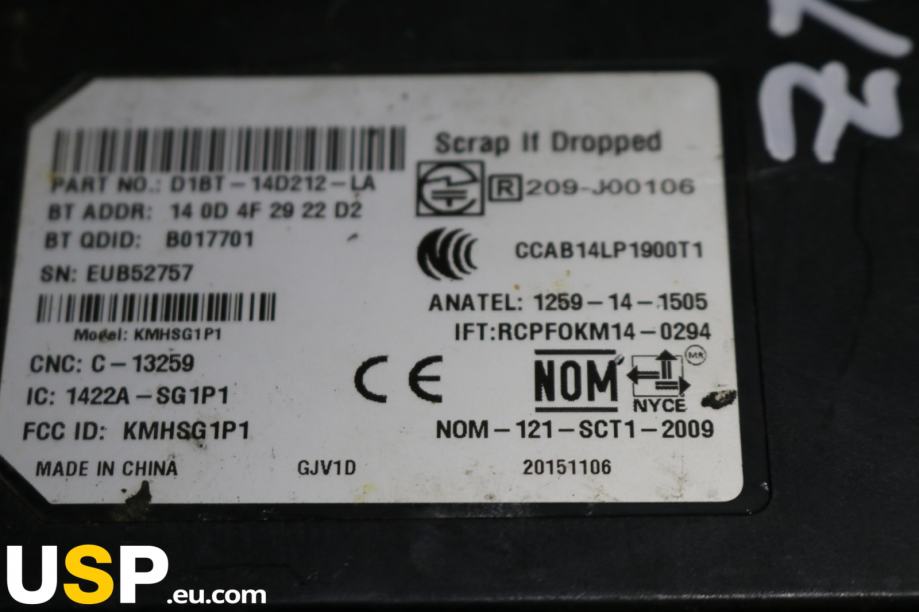 Scrap If Dropped
PART NO.: D1BT-14D212-LA
R 209-J00106
BT ADDR: 14 0D 4F 29 22 D2
BT QDID: B017701
CCAB14LP1900T1
SN: EUB52757
ANATEL: 1259-14-1505
Model: KMHSG1P1
IFT:RCPFOKM14-0294
CNC: C-13259
CE
NOM
MR
IC: 1422A-SG1P1
NYCE
FCC ID: KMHSG1P1
NOM-121-SCT1-2009
MADE IN CHINA GJV1D 20151106
USP.eu.com